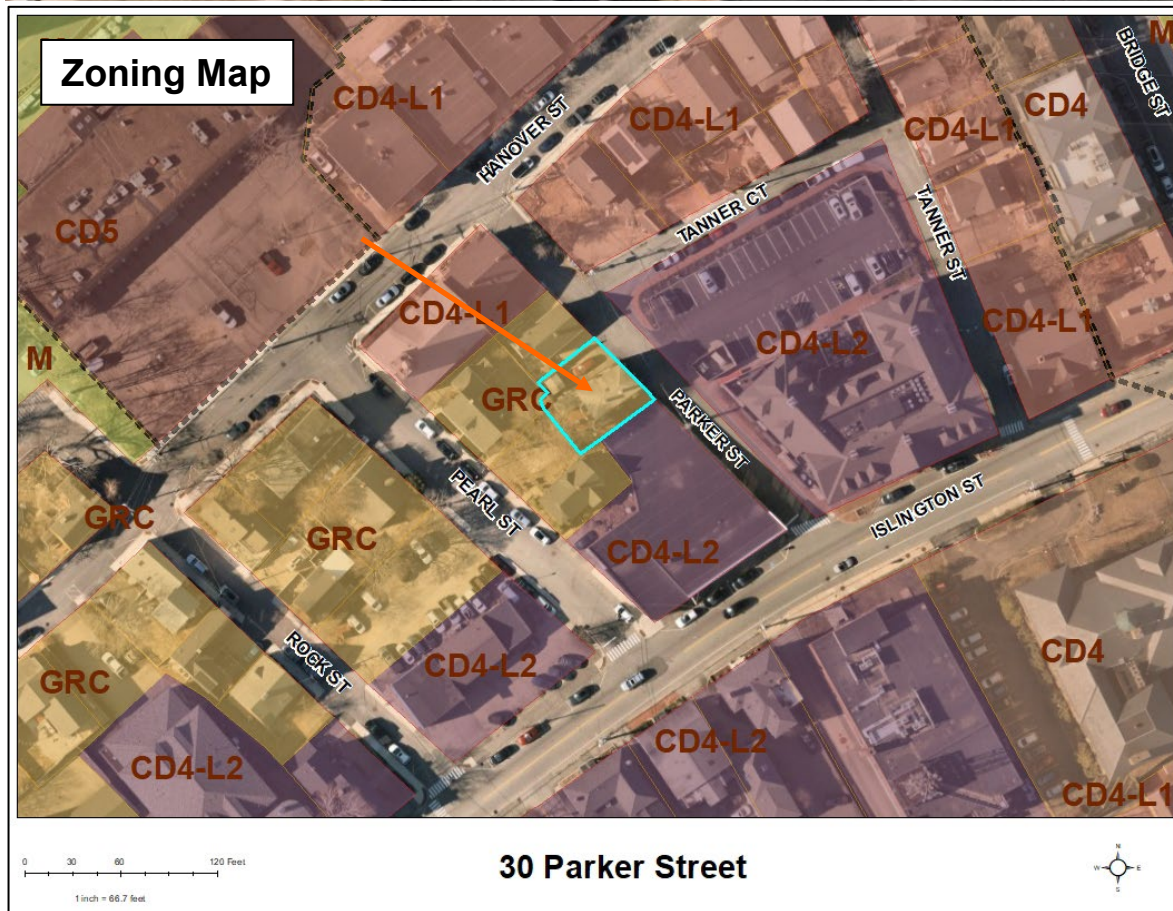 Zoning Map
M
BRIDGE ST
CD4-L1
CD4
HANOVER ST
CD4-L1
CD4-L1
TANNER CT
TANNER ST
CD5
CD4-L1
CD4-L1
CD4-L2
M
GRC
PARKER ST
PEARL ST
ISLINGTON ST
GRC
GRC
CD4-L2
ROCK ST
CD4-L2
CD4
GRC
CD4-L2
CD4-L2
CD4-L1
0 30 60 120 Feet
1 inch = 66.7 feet
30 Parker Street
N
W E
S